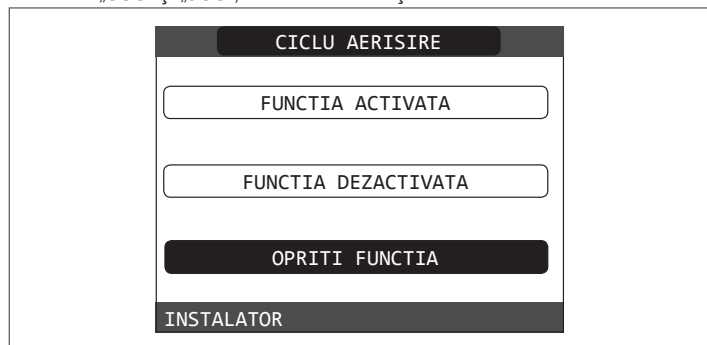 CICLU AERISIRE
FUNCTIA ACTIVATA
FUNCTIA DEZACTIVATA
OPRITI FUNCTIA
INSTALATOR